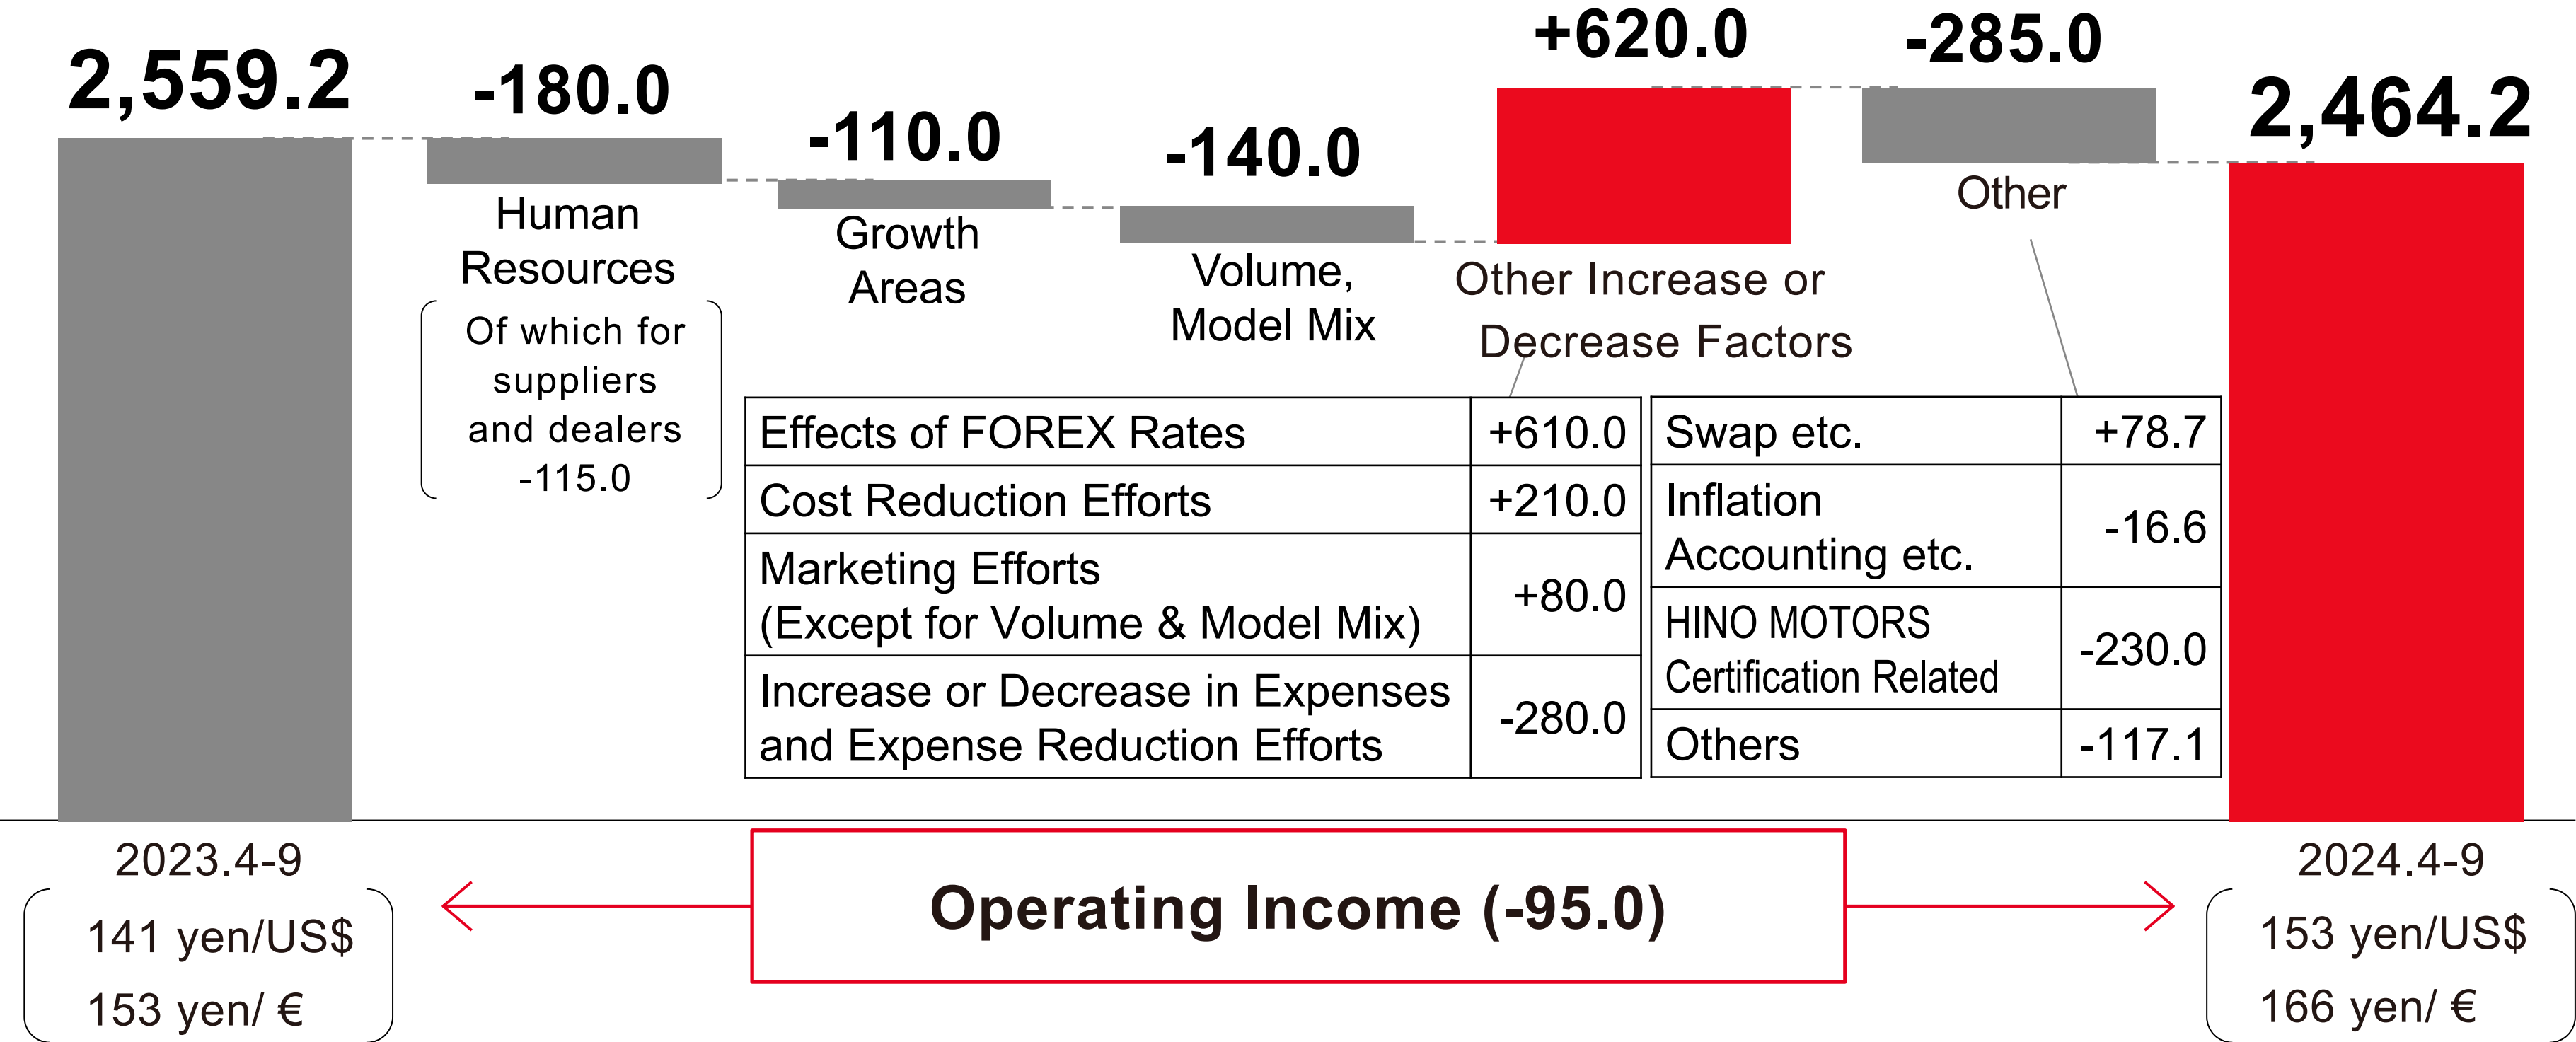 2,559.2
-180.0
-110.0
-140.0
+620.0
-285.0
2,464.2
Human
Resources
Of which for
suppliers
and dealers
-115.0
Growth
Areas
Volume,
Model Mix
Other Increase or
Decrease Factors
Other
Effects of FOREX Rates +610.0
Cost Reduction Efforts +210.0
Marketing Efforts
(Except for Volume & Model Mix) +80.0
Increase or Decrease in Expenses
and Expense Reduction Efforts -280.0
Swap etc. +78.7
Inflation
Accounting etc. -16.6
HINO MOTORS
Certification Related -230.0
Others -117.1
2023.4-9
141 yen/US$
153 yen/ €
Operating Income (-95.0)
2024.4-9
153 yen/US$
166 yen/ €